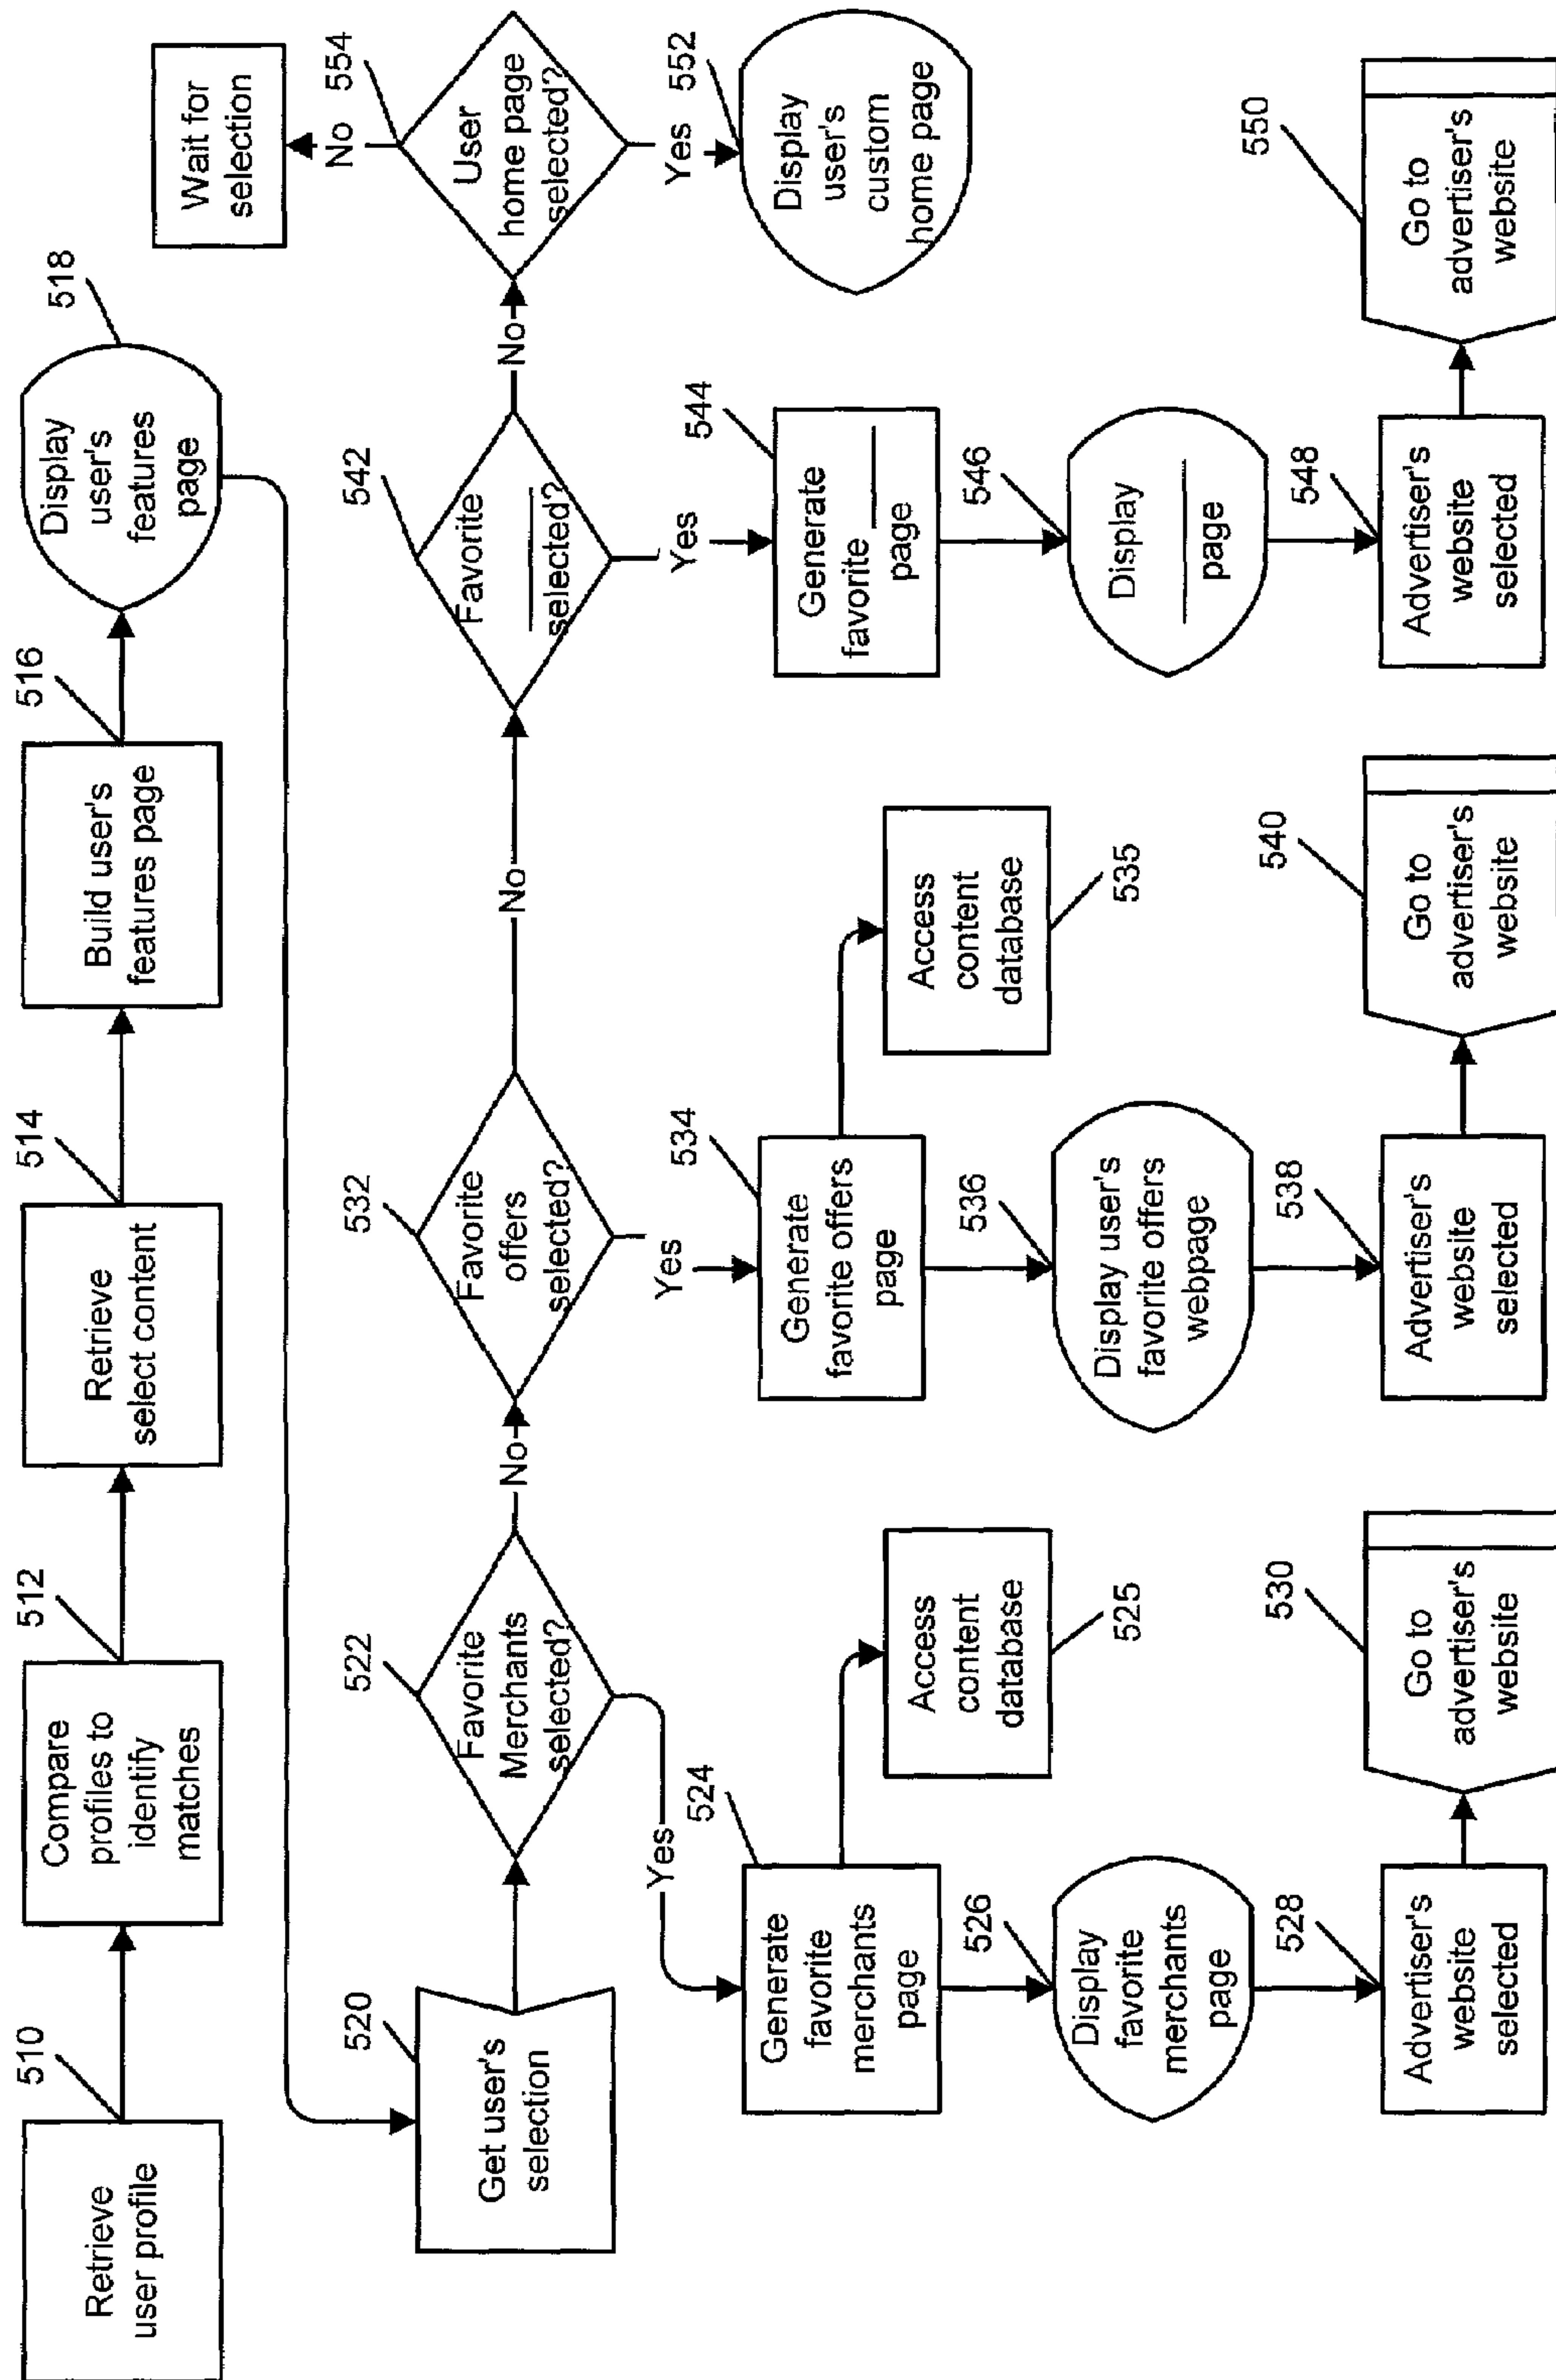 510
Retrieve
user profile
512
Compare
profiles to
identify
matches
514
Retrieve
select content
516
Build user's
features page
518
Display
user's
features
page
520
Get user's
selection
522
Favorite
Merchants
selected?
No
532
Favorite
offers
selected?
No
542
Favorite
selected?
No
554
User
home page
selected?
No
Wait for
selection
Yes
524
Generate
favorite
merchants
page
Access
content
database
525
526
Display
favorite
merchants
page
528
Advertiser's
website
selected
530
Go to
advertiser's
website
Yes
534
Generate
favorite offers
page
Access
content
database
535
536
Display user's
favorite offers
webpage
538
Advertiser's
website
selected
540
Go to
advertiser's
website
Yes
544
Generate
favorite
page
546
Display
page
548
Advertiser's
website
selected
550
Go to
advertiser's
website
Yes
552
Display
user's
custom
home page